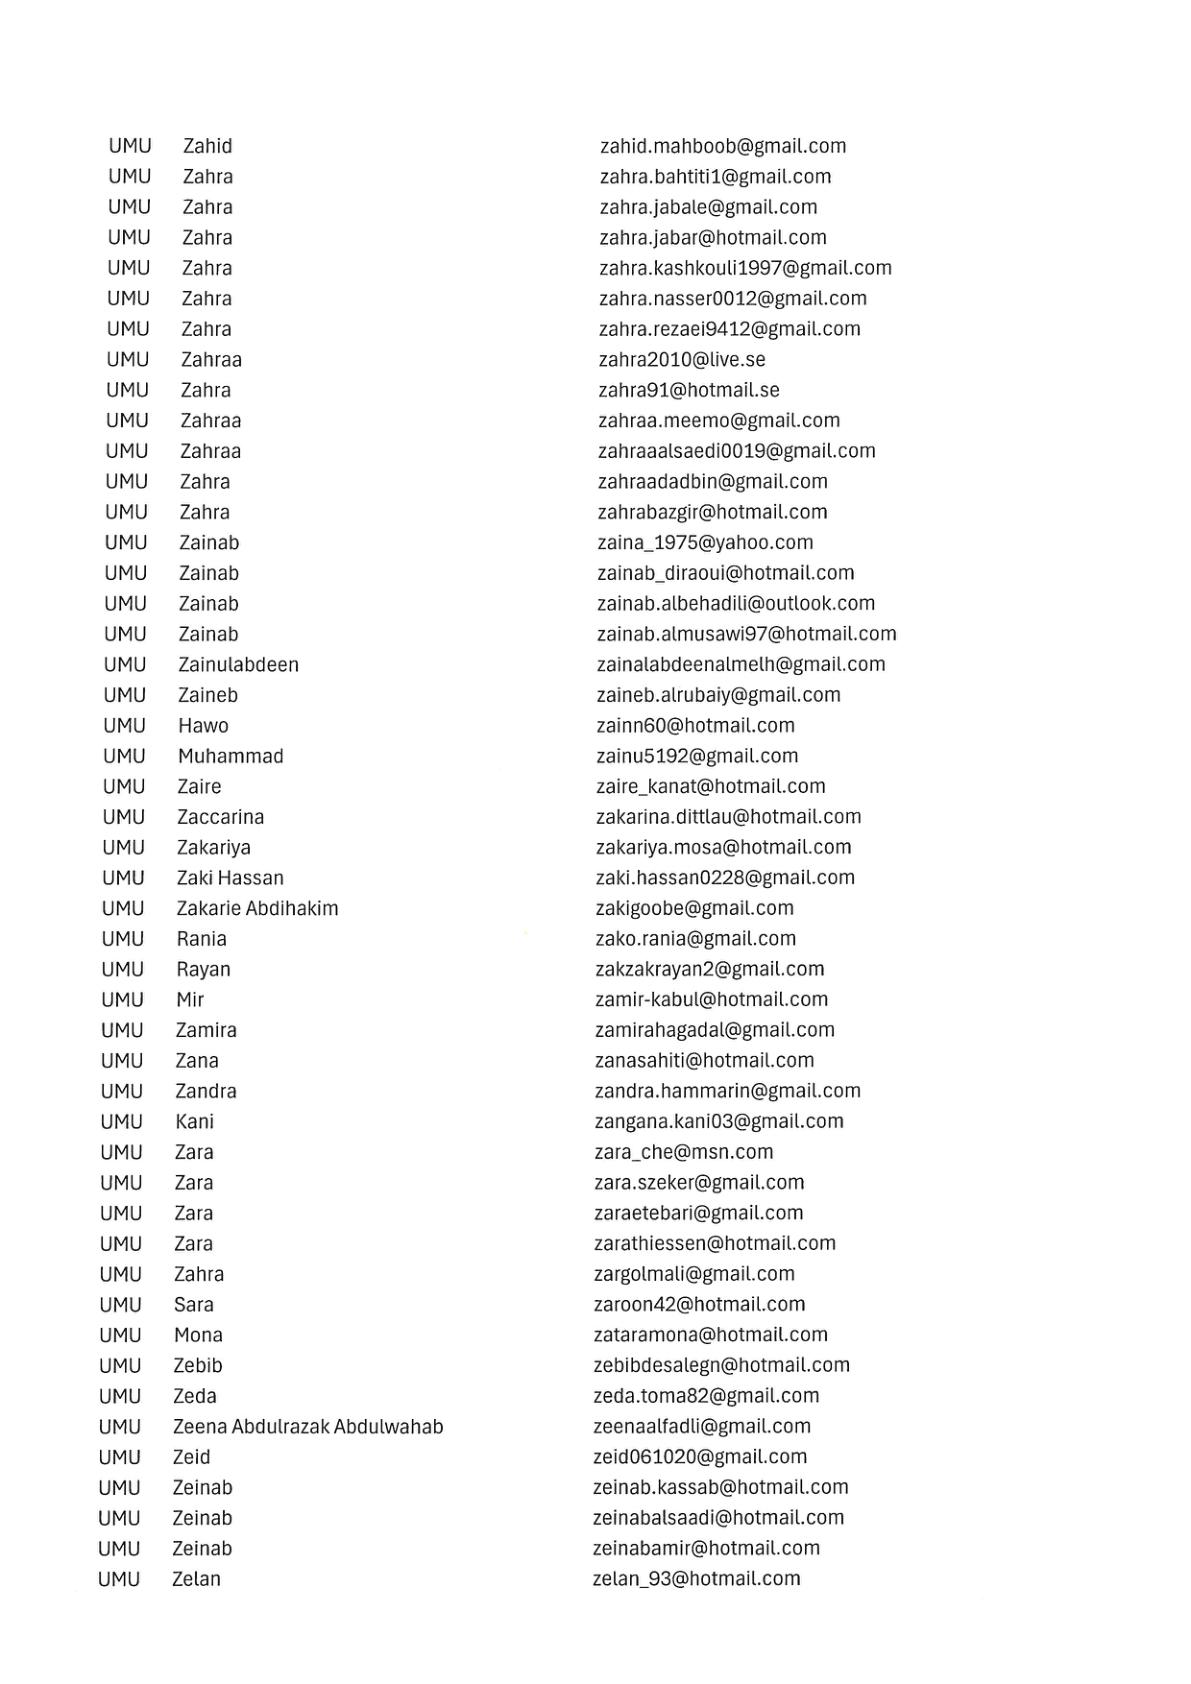 UMU Zahid zahid.mahboob@gmail.com
UMU Zahra zahra.bahtiti1@gmail.com
UMU Zahra zahra.jabale@gmail.com
UMU Zahra zahra.jabar@hotmail.com
UMU Zahra zahra.kashkouli1997@gmail.com
UMU Zahra zahra.nasser0012@gmail.com
UMU Zahra zahra.rezaei9412@gmail.com
UMU Zahraa zahra2010@live.se
UMU Zahra zahra91@hotmail.se
UMU Zahraa zahraa.meemo@gmail.com
UMU Zahraa zahraaalsaedi0019@gmail.com
UMU Zahra zahraadadbin@gmail.com
UMU Zahra zahrabazgir@hotmail.com
UMU Zainab zaina_1975@yahoo.com
UMU Zainab zainab_diraoui@hotmail.com
UMU Zainab zainab.albehadili@outlook.com
UMU Zainab zainab.almusawi97@hotmail.com
UMU Zainulabdeen zainalabdeenalmelh@gmail.com
UMU Zaineb zaineb.alrubaiy@gmail.com
UMU Hawo zainn60@hotmail.com
UMU Muhammad zainu5192@gmail.com
UMU Zaire zaire_kanat@hotmail.com
UMU Zaccarina zakarina.dittlau@hotmail.com
UMU Zakariya zakariya.mosa@hotmail.com
UMU Zaki Hassan zaki.hassan0228@gmail.com
UMU Zakarie Abdihakim zakigoobe@gmail.com
UMU Rania zako.rania@gmail.com
UMU Rayan zakzakrayan2@gmail.com
UMU Mir zamir-kabul@hotmail.com
UMU Zamira zamirahagadal@gmail.com
UMU Zana zanasahiti@hotmail.com
UMU Zandra zandra.hammarin@gmail.com
UMU Kani zangana.kani03@gmail.com
UMU Zara zara_che@msn.com
UMU Zara zara.szeker@gmail.com
UMU Zara zaraetebari@gmail.com
UMU Zara zarathiessen@hotmail.com
UMU Zahra zargolmali@gmail.com
UMU Sara zaroon42@hotmail.com
UMU Mona zataramona@hotmail.com
UMU Zebib zebibdesalegn@hotmail.com
UMU Zeda zeda.toma82@gmail.com
UMU Zeena Abdulrazak Abdulwahab zeenaalfadli@gmail.com
UMU Zeid zeid061020@gmail.com
UMU Zeinab zeinab.kassab@hotmail.com
UMU Zeinab zeinabalsaadi@hotmail.com
UMU Zeinab zeinabamir@hotmail.com
UMU Zelan zelan_93@hotmail.com